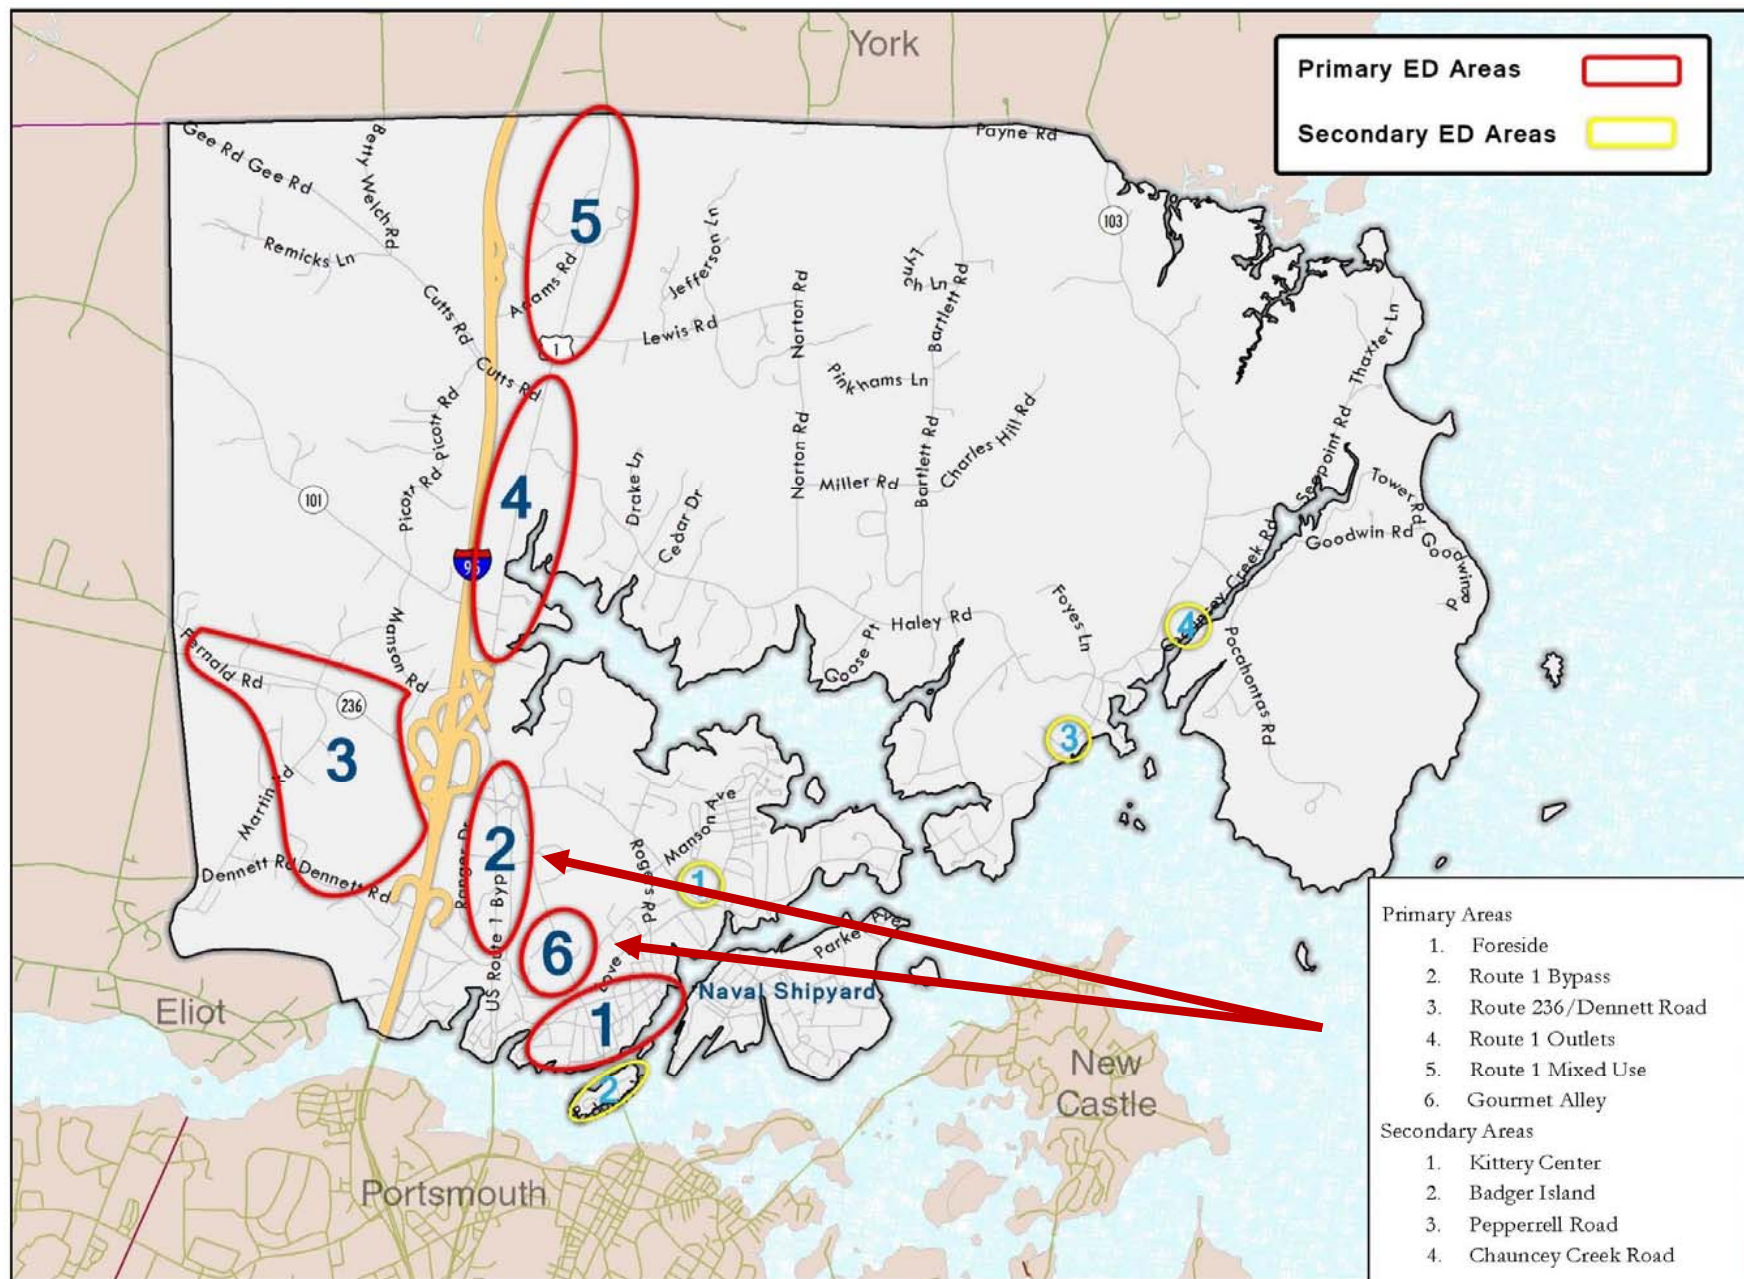 York
Primary ED Areas
Secondary ED Areas
Payne Rd
Gee Rd Gee Rd
Betty Welch Rd
103
5
Remicks Ln
Jefferson Ln
Lynch Ln
Adams Rd
Cutts Rd
Norton Rd
Bartlett Rd
Lewis Rd
1
Thaxter Ln
Cutts Rd
Pinkhams Ln
Picott Rd
Picott Rd
Norton Rd
Bartlett Rd
Charles Hill Rd
Seapoint Rd
4
Drake Ln
Miller Rd
Tower Rd
101
Cedar Dr
Goodwin Rd
Goodwin Rd
95
Chauncey Creek Rd
Manson Rd
Foyes Ln
Haley Rd
4
Goose Pt
Pocahontas Rd
Fernald Rd
236
3
3
Martin Rd
Manson Ave
Ranger Dr
2
Rogers Rd
Dennett Rd Dennett Rd
1
US Route 1 Byp
6
Love
Parker Ave
Naval Shipyard
1
Eliot
2
New
Castle
Portsmouth
Primary Areas
1. Foreside
2. Route 1 Bypass
3. Route 236/Dennett Road
4. Route 1 Outlets
5. Route 1 Mixed Use
6. Gourmet Alley
Secondary Areas
1. Kittery Center
2. Badger Island
3. Pepperrell Road
4. Chauncey Creek Road